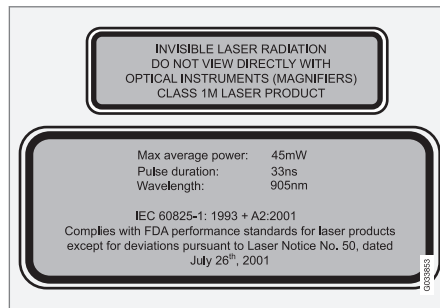 INVISIBLE LASER RADIATION
DO NOT VIEW DIRECTLY WITH
OPTICAL INSTRUMENTS (MAGNIFIERS)
CLASS 1M LASER PRODUCT
Max average power: 45mW
Pulse duration: 33ns
Wavelength: 905nm
IEC 60825-1: 1993 + A2:2001
Complies with FDA performance standards for laser products
except for deviations pursuant to Laser Notice No. 50, dated
July 26th, 2001
G033853